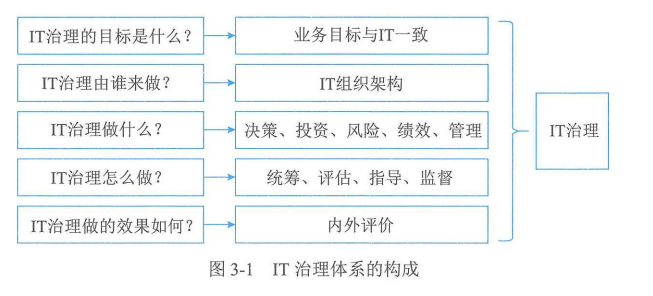 IT治理的目标是什么?
业务目标与IT一致
IT治理由谁来做?
IT组织架构
IT治理做什么?
决策、投资、风险、绩效、管理
IT治理怎么做?
统筹、评估、指导、监督
IT治理做的效果如何?
内外评价
IT治理
图 3-1 IT 治理体系的构成